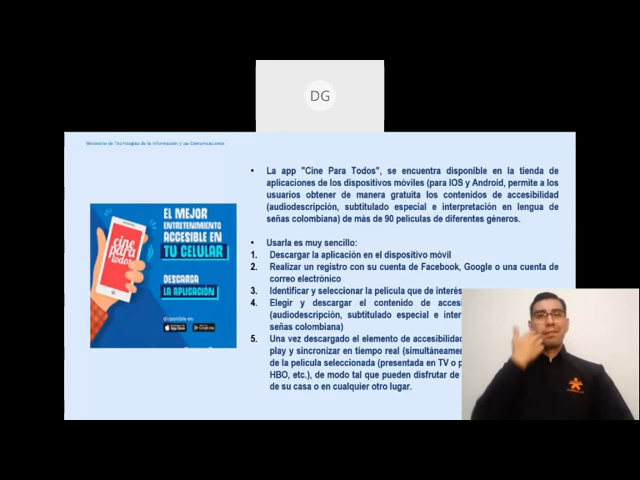 DG
Ministerio de Tecnologías de la Información y las Comunicaciones
• La app "Cine Para Todos", se encuentra disponible en la tienda de
aplicaciones de los dispositivos móviles (para IOS y Android, permite a los
usuarios obtener de manera gratuita los contenidos de accesibilidad
(audiodescripción, subtitulado especial e interpretación en lengua de
señas colombiana) de más de 90 películas de diferentes géneros.
EL MEJOR
ENTRETENIMIENTO
ACCESIBLE EN
TU CELULAR
cine
para
todos
DESCARGA
LA APLICACIÓN
disponible en:
App Store
Google Play
• Usarla es muy sencillo:
1. Descargar la aplicación en el dispositivo móvil
2. Realizar un registro con su cuenta de Facebook, Google o una cuenta de
correo electrónico
3. Identificar y seleccionar la película que de interés
4. Elegir y descargar el contenido de
(audiodescripción, subtitulado especial e
señas colombiana)
5. Una vez descargado el elemento de accesibilidad
play y sincronizar en tiempo real
de la película seleccionada (presentada en TV o
HBO, etc.), de modo tal que pueden disfrutar de
de su casa o en cualquier otro lugar.